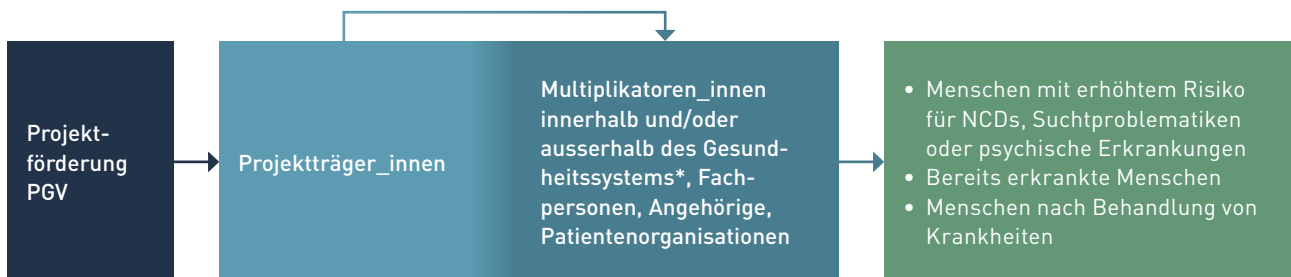 Projekt-
förderung
PGV
Projektträger_innen
Multiplikatoren_innen
innerhalb und/oder
ausserhalb des Gesund-
heitssystems*, Fach-
personen, Angehörige,
Patientenorganisationen
• Menschen mit erhöhtem Risiko
für NCDs, Suchtproblematiken
oder psychische Erkrankungen
• Bereits erkrankte Menschen
• Menschen nach Behandlung von
Krankheiten